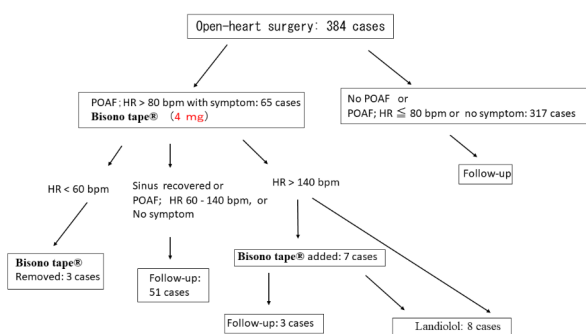 Open-heart surgery: 384 cases
POAF; HR > 80 bpm with symptom: 65 cases
Bisono tape® （4 mg）
No POAF or
POAF; HR ≦ 80 bpm or no symptom: 317 cases
Follow-up
HR < 60 bpm
Sinus recovered or
POAF; HR 60 - 140 bpm, or
No symptom
HR > 140 bpm
Bisono tape®
Removed: 3 cases
Follow-up:
51 cases
Bisono tape® added: 7 cases
Follow-up: 3 cases
Landiolol: 8 cases